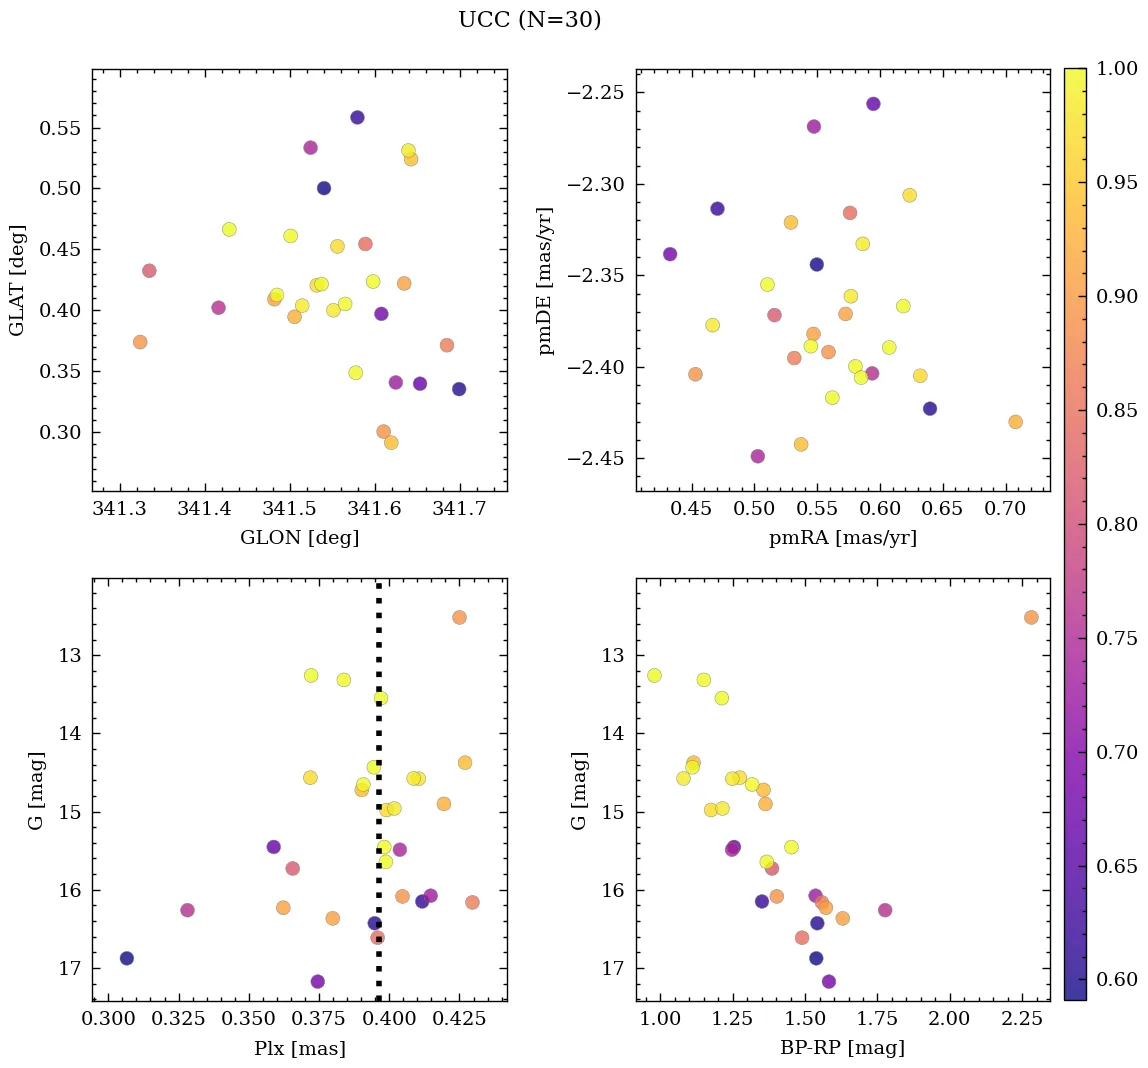 UCC (N=30)
0.55
0.50
0.45
0.40
0.35
0.30
GLAT [deg]
341.3 341.4 341.5 341.6 341.7
GLON [deg]
−2.25
−2.30
−2.35
−2.40
−2.45
pmDE [mas/yr]
0.45 0.50 0.55 0.60 0.65 0.70
pmRA [mas/yr]
13
14
15
16
17
G [mag]
0.300 0.325 0.350 0.375 0.400 0.425
Plx [mas]
13
14
15
16
17
G [mag]
1.00 1.25 1.50 1.75 2.00 2.25
BP-RP [mag]
1.00
0.95
0.90
0.85
0.80
0.75
0.70
0.65
0.60